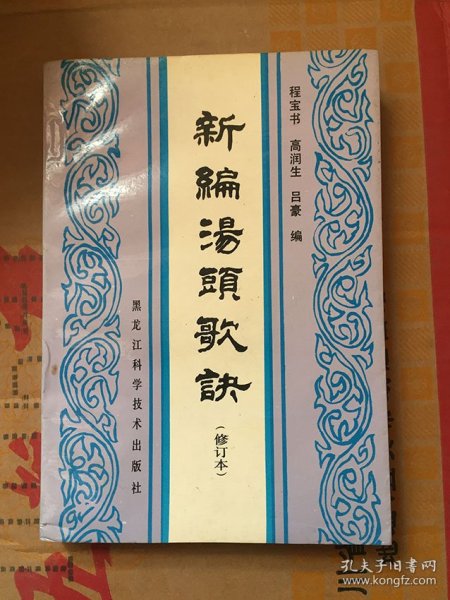 程宝书 高润生 吕豪 编
新編湯頭歌訣
(修订本)
黑龙江科学技术出版社
孔夫子旧书网
www.kongfz.com